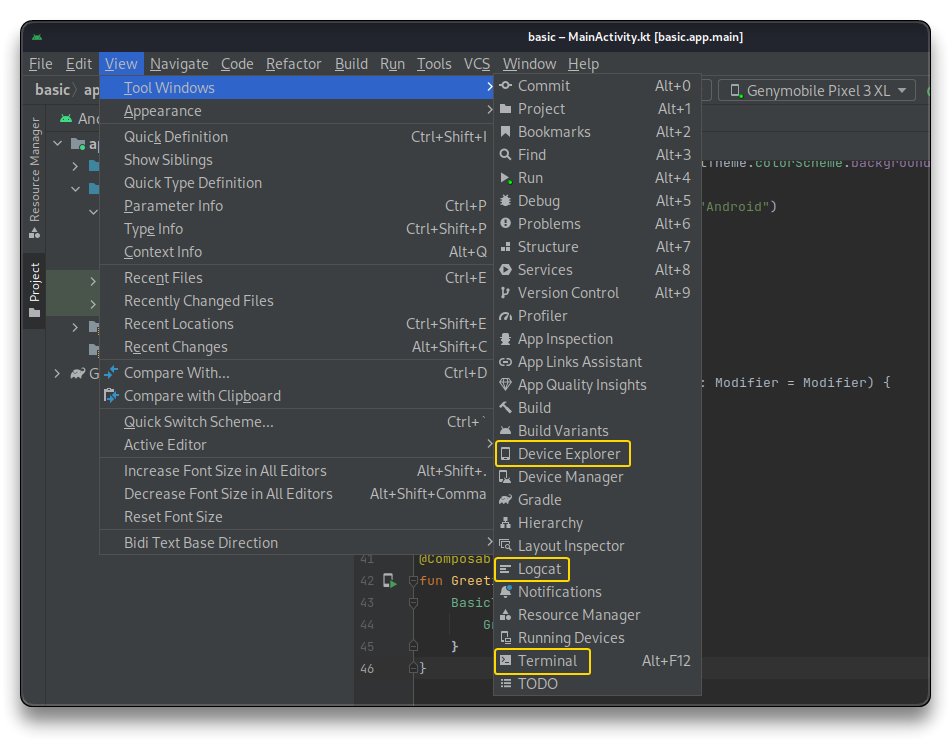 basic – MainActivity.kt [basic.app.main]
File Edit View Navigate Code Refactor Build Run Tools VCS Window Help
basic ap
Genymobile Pixel 3 XL
Resource Manager
Project
Tool Windows
Appearance
Quick Definition Ctrl+Shift+I
Show Siblings
Quick Type Definition
Parameter Info Ctrl+P
Type Info Ctrl+Shift+P
Context Info Alt+Q
Recent Files Ctrl+E
Recently Changed Files
Recent Locations Ctrl+Shift+E
Recent Changes Alt+Shift+C
Compare With... Ctrl+D
Compare with Clipboard
Quick Switch Scheme... Ctrl+`
Active Editor
Increase Font Size in All Editors Alt+Shift+.
Decrease Font Size in All Editors Alt+Shift+Comma
Reset Font Size
Bidi Text Base Direction
Commit Alt+0
Project Alt+1
Bookmarks Alt+2
Find Alt+3
Run Alt+4
Debug Alt+5
Problems Alt+6
Structure Alt+7
Services Alt+8
Version Control Alt+9
Profiler
App Inspection
App Links Assistant
App Quality Insights
Build
Build Variants
Device Explorer
Device Manager
Gradle
Hierarchy
Layout Inspector
Logcat
Notifications
Resource Manager
Running Devices
Terminal Alt+F12
TODO
Theme.colorScheme.background
"Android")
: Modifier = Modifier) {
41 @Composab
42 fun Greeti
43 Basic
44 G
45 }
46 }